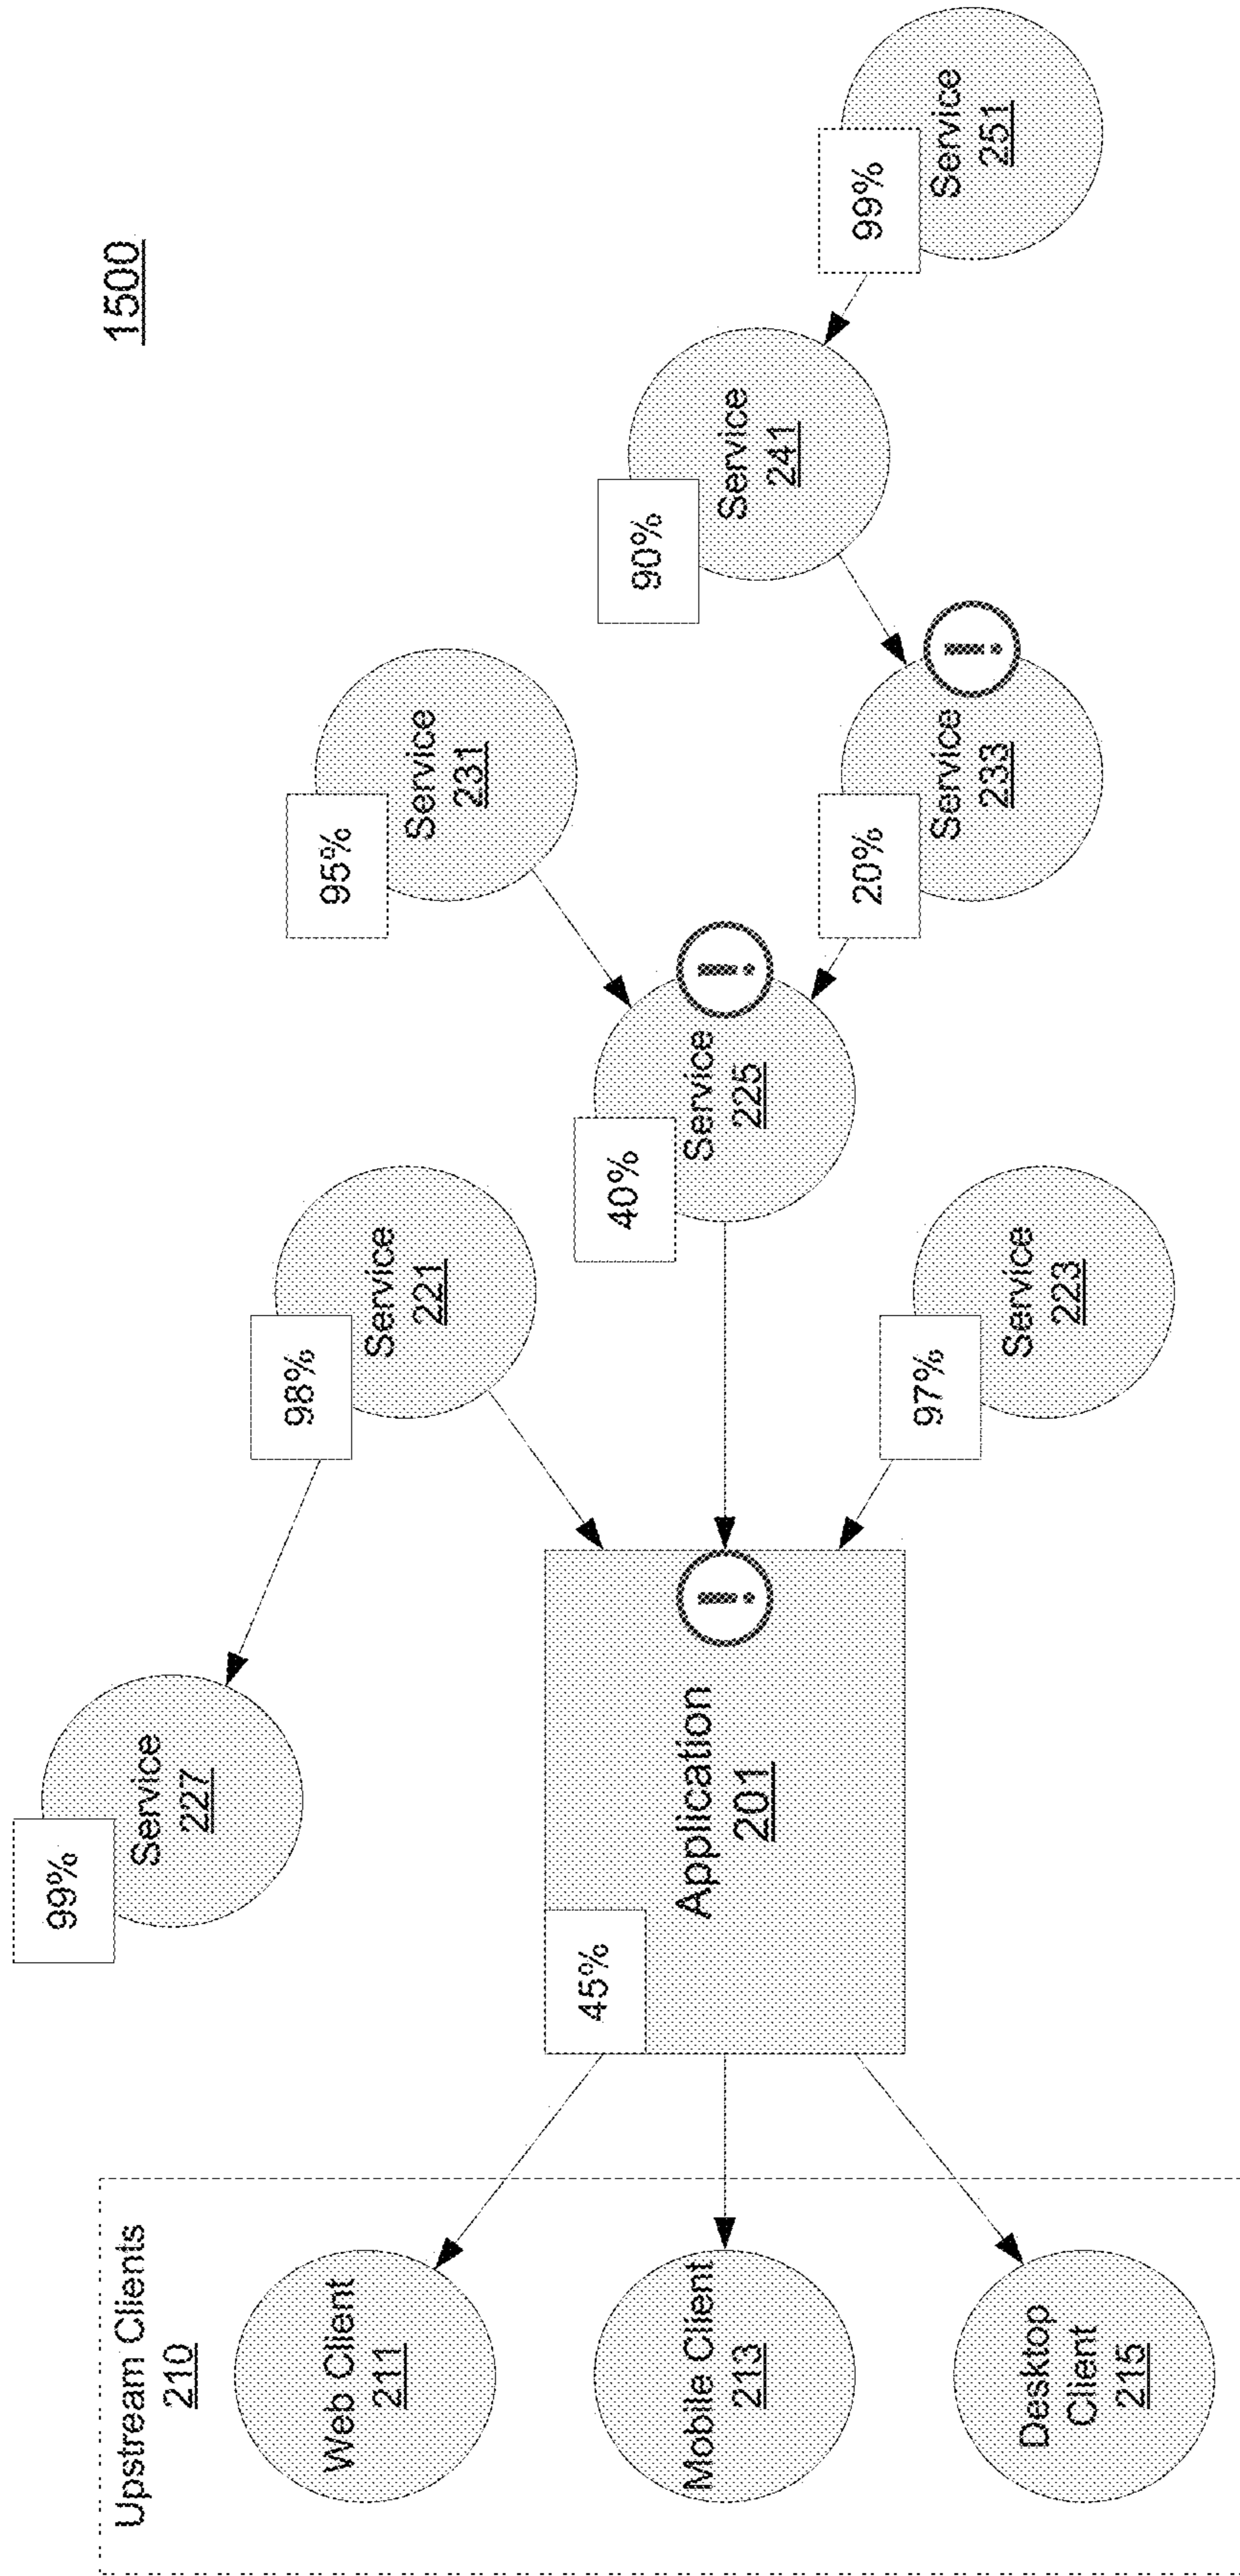 1500
Upstream Clients
210
Web Client
211
Mobile Client
213
Desktop
Client
215
45%
Application
201
i
99%
Service
227
98%
Service
221
40%
Service
225
i
97%
Service
223
95%
Service
231
20%
Service
233
i
90%
Service
241
99%
Service
251